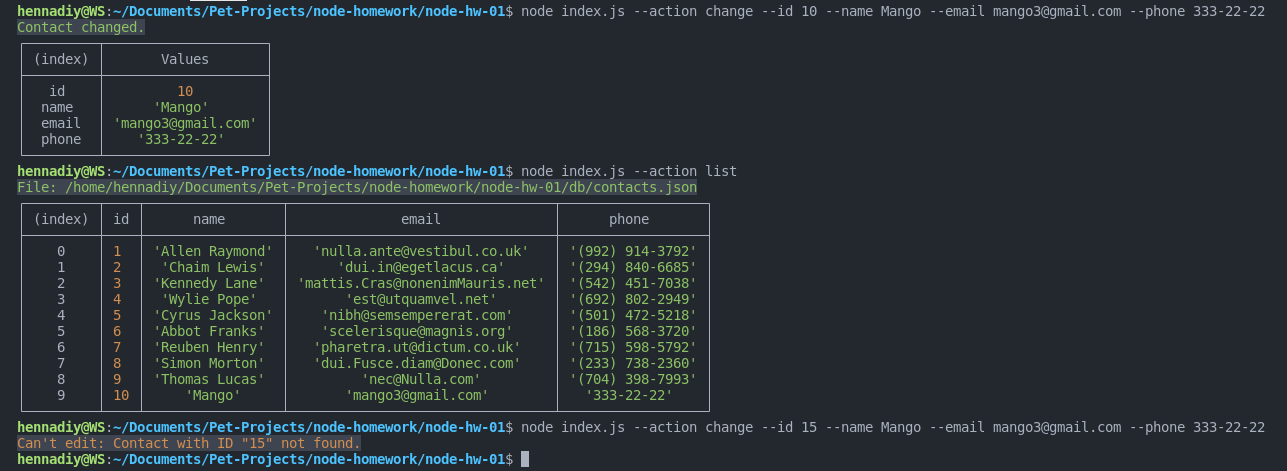 hennadiy@WS:~/Documents/Pet-Projects/node-homework/node-hw-01$ node index.js --action change --id 10 --name Mango --email mango3@gmail.com --phone 333-22-22
Contact changed.
(index) Values
id 10
name 'Mango'
email 'mango3@gmail.com'
phone '333-22-22'
hennadiy@WS:~/Documents/Pet-Projects/node-homework/node-hw-01$ node index.js --action list
File: /home/hennadiy/Documents/Pet-Projects/node-homework/node-hw-01/db/contacts.json
(index) id name email phone
0 1 'Allen Raymond' 'nulla.ante@vestibul.co.uk' '(992) 914-3792'
1 2 'Chaim Lewis' 'dui.in@egetlacus.ca' '(294) 840-6685'
2 3 'Kennedy Lane' 'mattis.Cras@nonenimMauris.net' '(542) 451-7038'
3 4 'Wylie Pope' 'est@utquamvel.net' '(692) 802-2949'
4 5 'Cyrus Jackson' 'nibh@semsempererat.com' '(501) 472-5218'
5 6 'Abbot Franks' 'scelerisque@magnis.org' '(186) 568-3720'
6 7 'Reuben Henry' 'pharetra.ut@dictum.co.uk' '(715) 598-5792'
7 8 'Simon Morton' 'dui.Fusce.diam@Donec.com' '(233) 738-2360'
8 9 'Thomas Lucas' 'nec@Nulla.com' '(704) 398-7993'
9 10 'Mango' 'mango3@gmail.com' '333-22-22'
hennadiy@WS:~/Documents/Pet-Projects/node-homework/node-hw-01$ node index.js --action change --id 15 --name Mango --email mango3@gmail.com --phone 333-22-22
Can't edit: Contact with ID "15" not found.
hennadiy@WS:~/Documents/Pet-Projects/node-homework/node-hw-01$